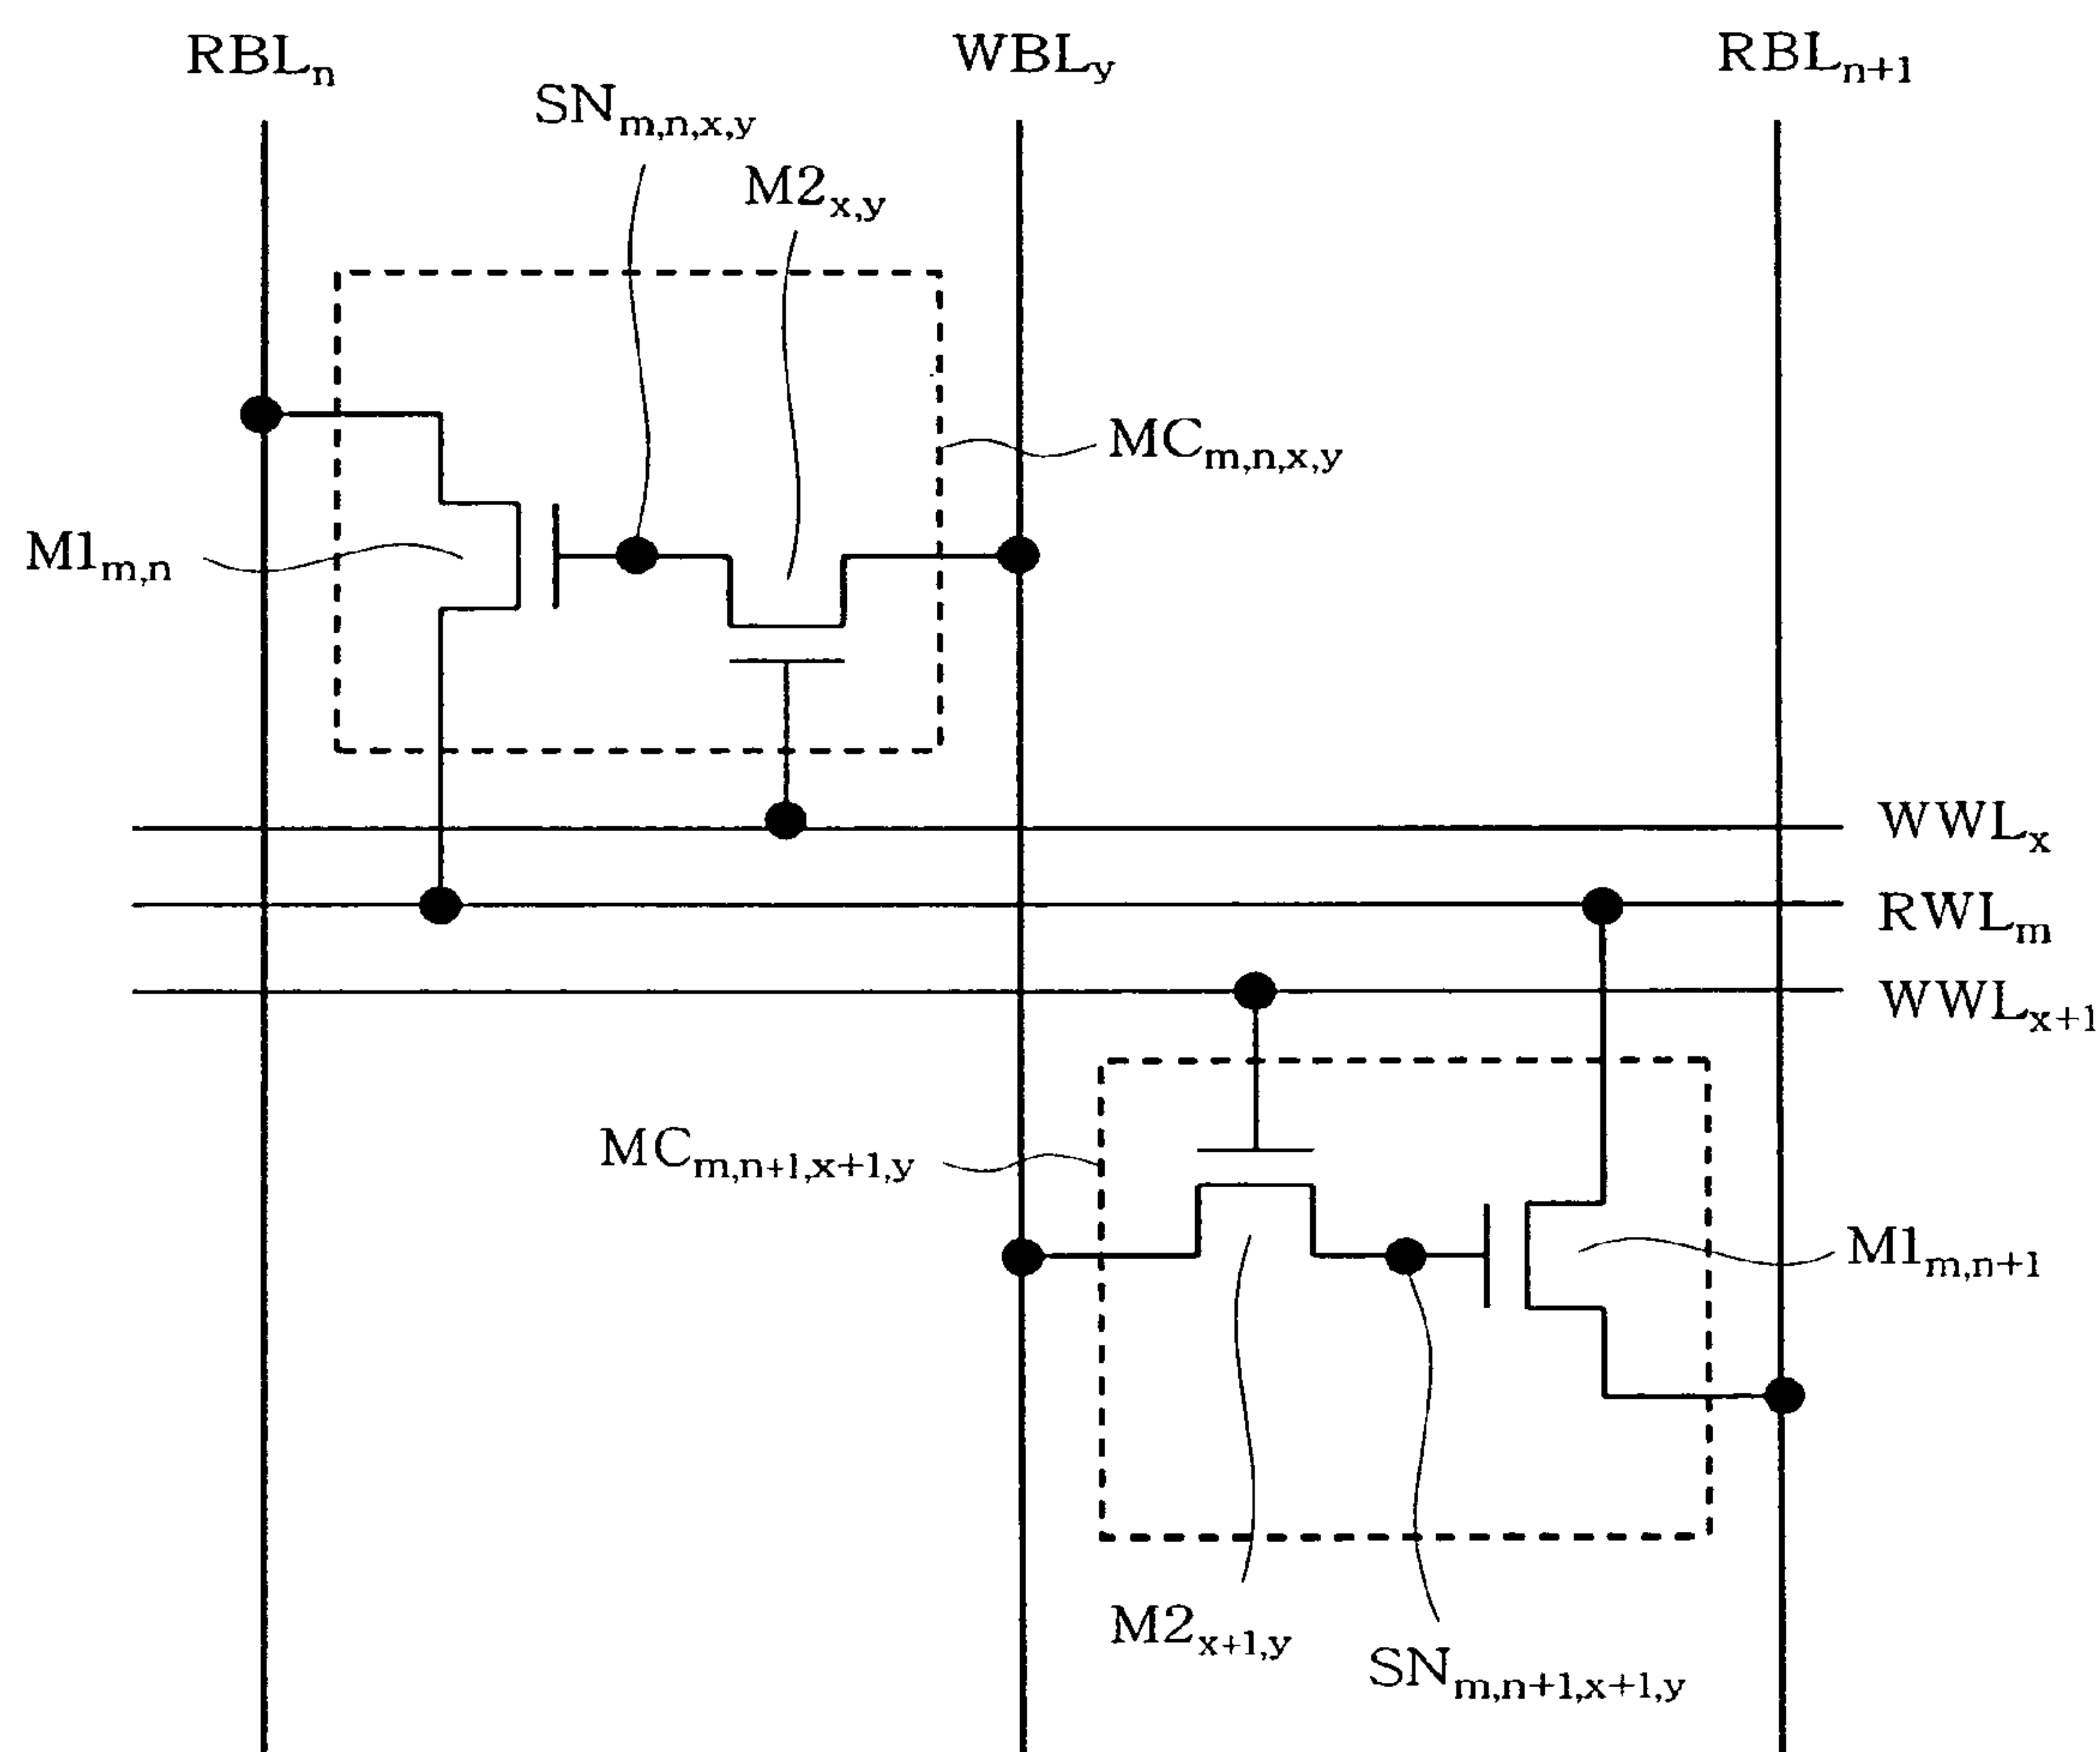 RBLn
WBLy
RBLn+1
SNm,n,x,y
M2x,y
MCm,n,x,y
M1m,n
WWLx
RWLm
WWLx+1
MCm,n+1,x+1,y
M1m,n+1
M2x+1,y
SNm,n+1,x+1,y